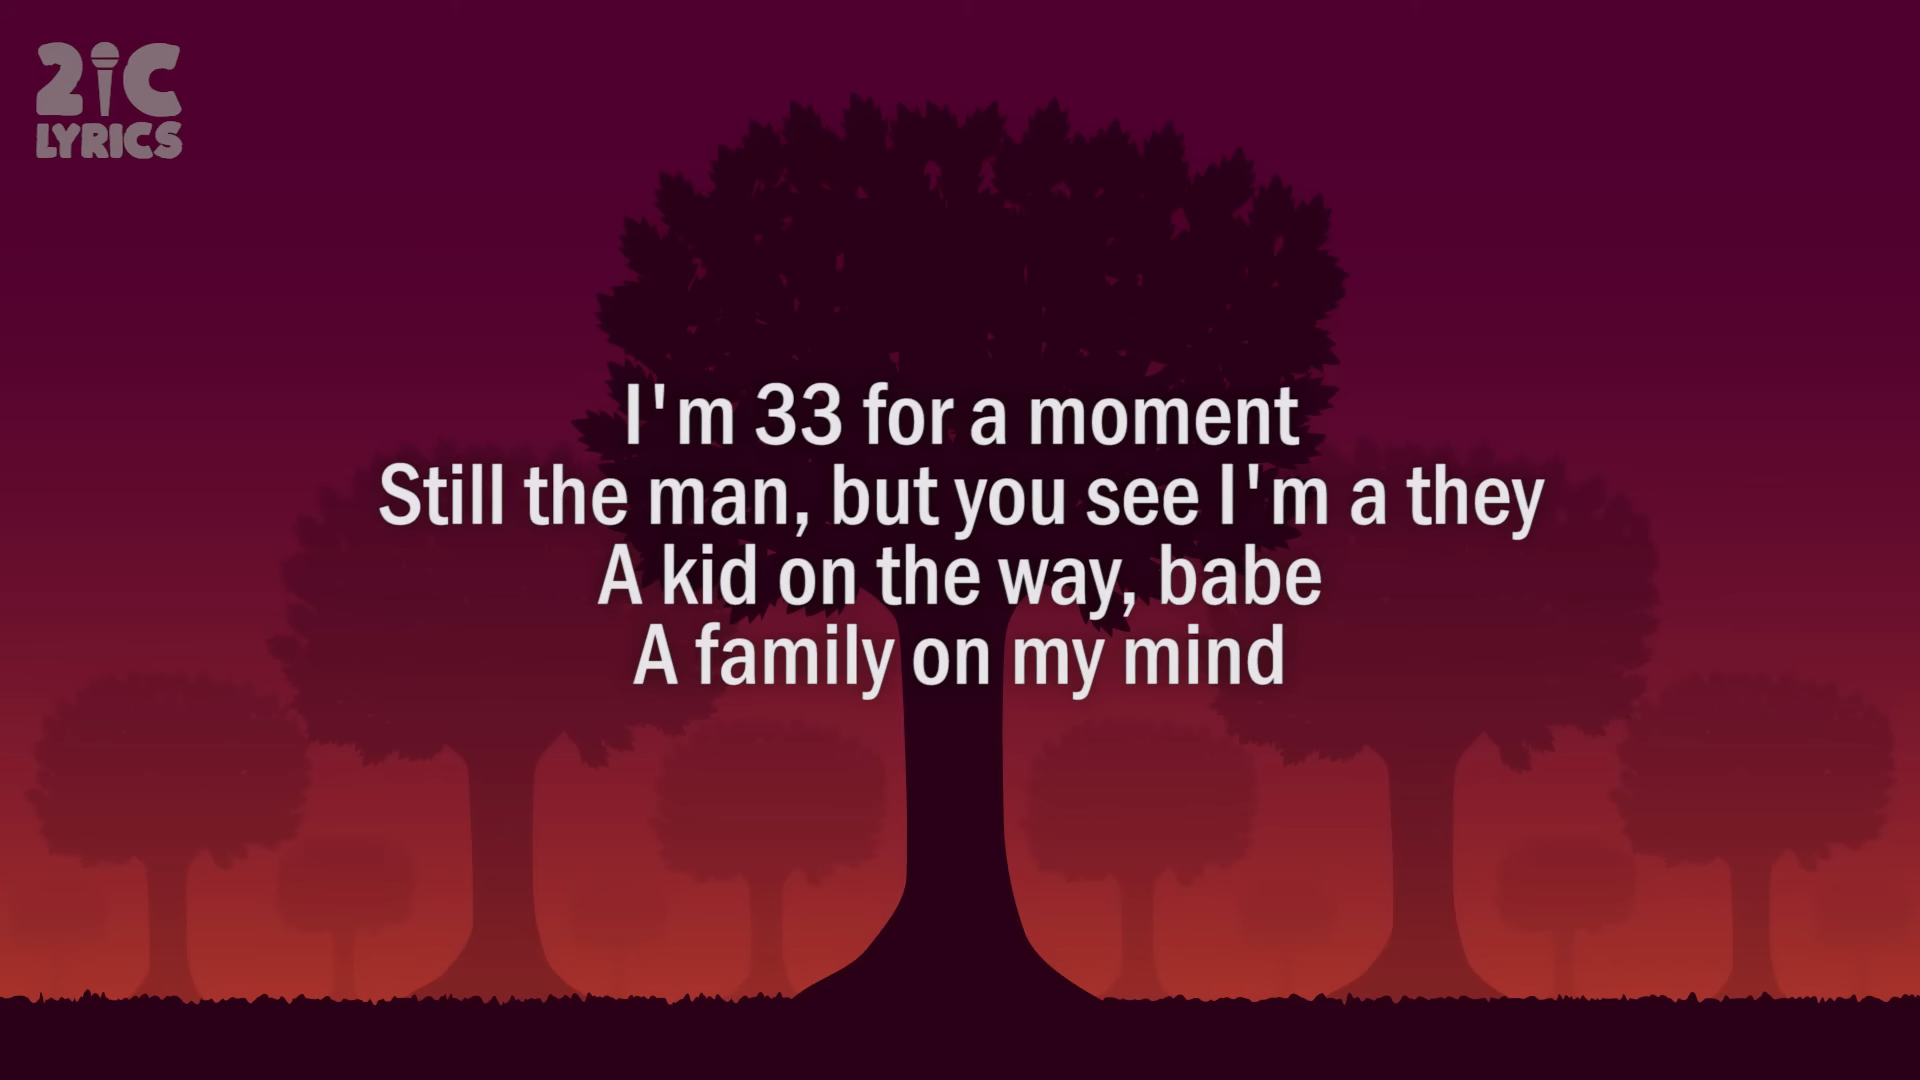 2iC
LYRICS
I'm 33 for a moment
Still the man, but you see I'm a they
A kid on the way, babe
A family on my mind